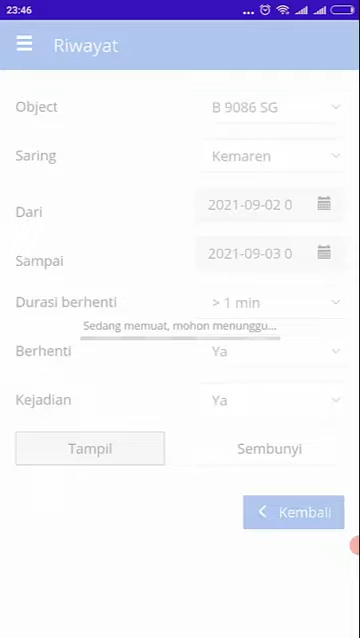 23:46
Riwayat
Object B 9086 SG
Saring Kemaren
Dari 2021-09-02 0
Sampai 2021-09-03 0
Durasi berhenti > 1 min
Sedang memuat, mohon menunggu...
Berhenti Ya
Kejadian Ya
Tampil Sembunyi
Kembali